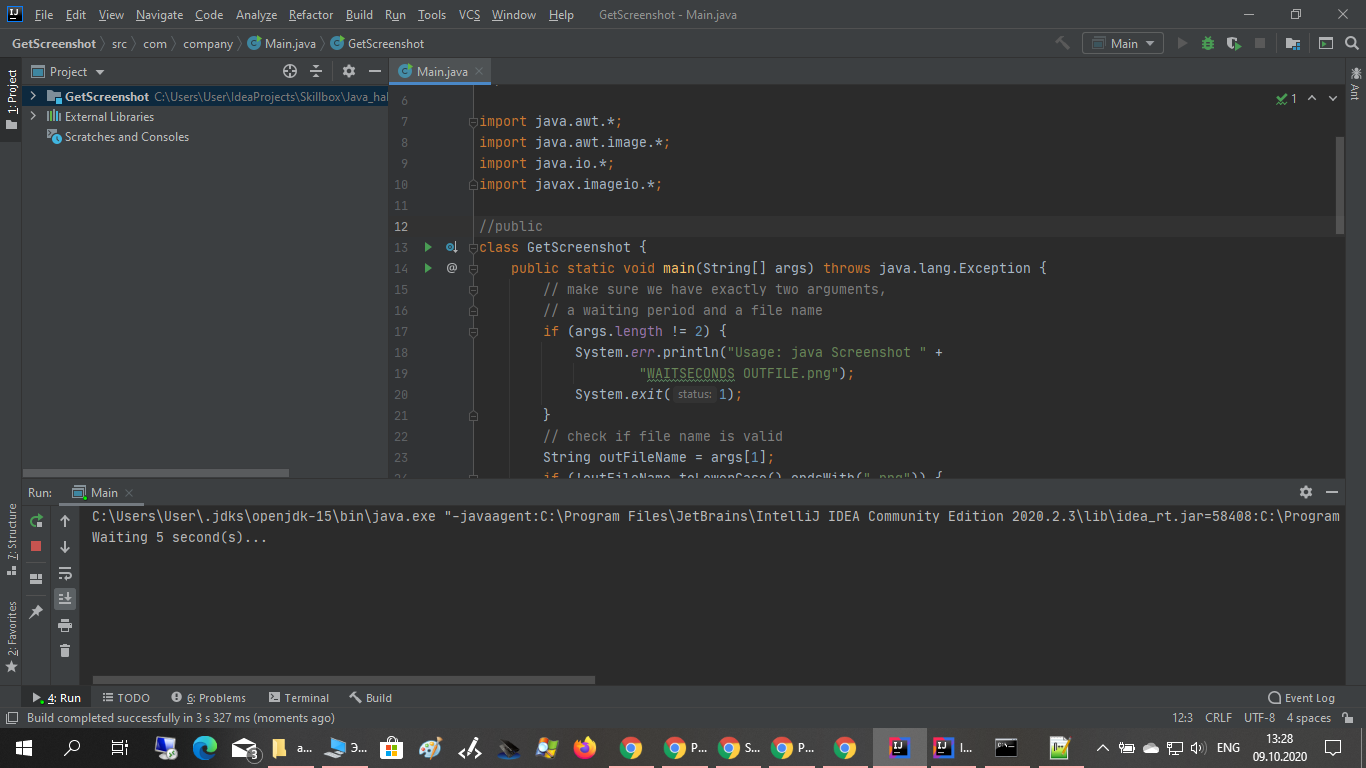 File Edit View Navigate Code Analyze Refactor Build Run Tools VCS Window Help GetScreenshot - Main.java
GetScreenshot src com company Main.java GetScreenshot Main
1: Project
Project
Main.java
GetScreenshot C:\Users\User\IdeaProjects\Skillbox\Java_hal
External Libraries
Scratches and Consoles
1
Ant
6
7 import java.awt.*;
8 import java.awt.image.*;
9 import java.io.*;
10 import javax.imageio.*;
11
12 //public
13 class GetScreenshot {
14 @ public static void main(String[] args) throws java.lang.Exception {
15 // make sure we have exactly two arguments,
16 // a waiting period and a file name
17 if (args.length != 2) {
18 System.err.println("Usage: java Screenshot " +
19 "WAITSECONDS OUTFILE.png");
20 System.exit( status: 1);
21 }
22 // check if file name is valid
23 String outFileName = args[1];
24 if (!outFileName.toLowerCase().endsWith(".png")) {
7: Structure
2: Favorites
Run: Main
C:\Users\User\.jdks\openjdk-15\bin\java.exe "-javaagent:C:\Program Files\JetBrains\IntelliJ IDEA Community Edition 2020.2.3\lib\idea_rt.jar=58408:C:\Program
Waiting 5 second(s)...
4: Run TODO 6: Problems Terminal Build Event Log
Build completed successfully in 3 s 327 ms (moments ago) 12:3 CRLF UTF-8 4 spaces
3 a... Э... P... S... P... I... ENG 13:28
09.10.2020